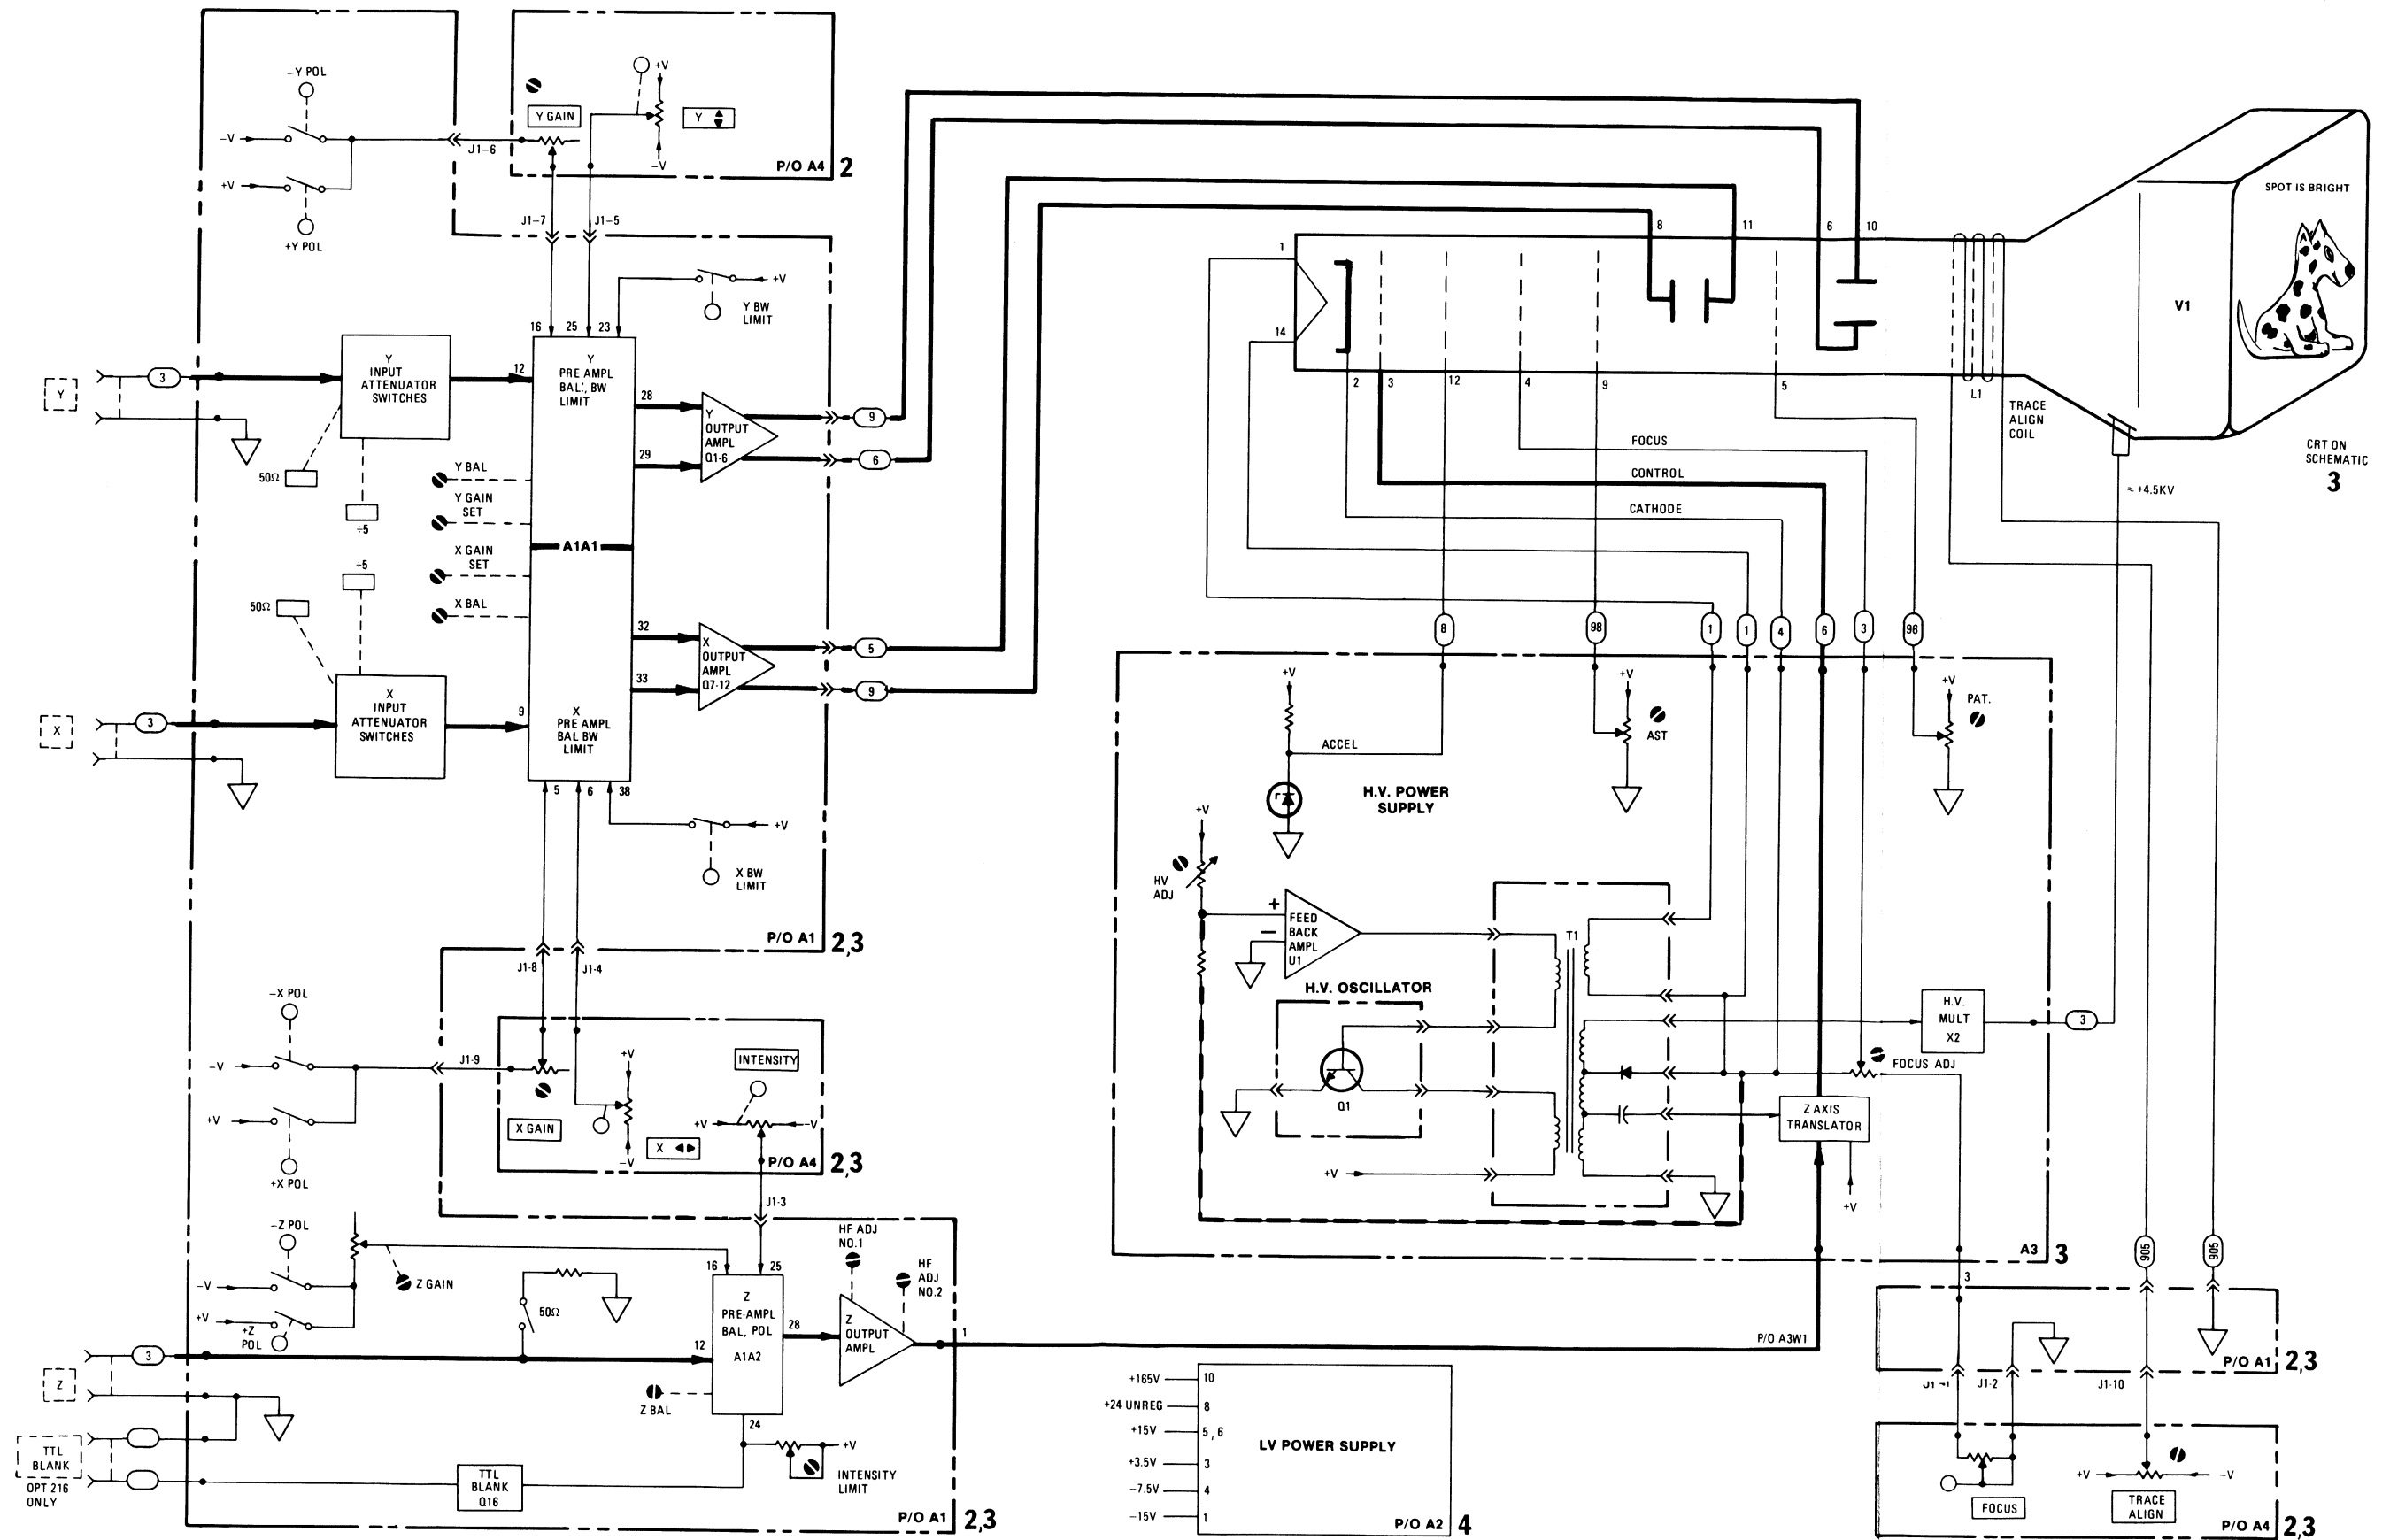 -Y POL
-V
+V
+Y POL
J1-6
Y GAIN
+V
Y
-V
P/O A4 2
J1-7
J1-5
Y BW
LIMIT
+V
16 25 23
Y
3
Y
INPUT
ATTENUATOR
SWITCHES
50Ω
÷5
12
Y
PRE AMPL
BAL', BW
LIMIT
28
29
Y
OUTPUT
AMPL
Q1-6
9
6
Y BAL
Y GAIN
SET
A1A1
X GAIN
SET
X BAL
÷5
50Ω
X
3
X
INPUT
ATTENUATOR
SWITCHES
9
X
PRE AMPL
BAL BW
LIMIT
32
33
X
OUTPUT
AMPL
Q7-12
5
9
5 6 38
+V
X BW
LIMIT
P/O A1 2,3
J1-8
J1-4
-X POL
-V
+V
+X POL
J1-9
X GAIN
+V
-V
X
INTENSITY
+V
-V
P/O A4 2,3
J1-3
-Z POL
-V
+V
+Z
POL
Z GAIN
50Ω
16 25
Z
PRE-AMPL
BAL, POL
A1A2
12
28
24
HF ADJ
NO.1
HF
ADJ
NO.2
Z
OUTPUT
AMPL
1
Z
3
Z BAL
TTL
BLANK
OPT 216
ONLY
TTL
BLANK
Q16
+V
INTENSITY
LIMIT
P/O A1 2,3
P/O A3W1
1
14
8
11
6
10
2
3
12
4
9
5
SPOT IS BRIGHT
V1
L1
TRACE
ALIGN
COIL
CRT ON
SCHEMATIC
3
≈ +4.5KV
FOCUS
CONTROL
CATHODE
8
98
1
1
4
6
3
96
+V
ACCEL
+V
AST
+V
PAT.
H.V. POWER
SUPPLY
+V
HV
ADJ
+
−
FEED
BACK
AMPL
U1
H.V. OSCILLATOR
Q1
T1
+V
H.V.
MULT
X2
3
FOCUS ADJ
Z AXIS
TRANSLATOR
+V
A3 3
905
905
3
P/O A1 2,3
J1-2
J1-10
FOCUS
+V
-V
TRACE
ALIGN
P/O A4 2,3
+165V 10
+24 UNREG 8
+15V 5,6
+3.5V 3
-7.5V 4
-15V 1
LV POWER SUPPLY
P/O A2 4